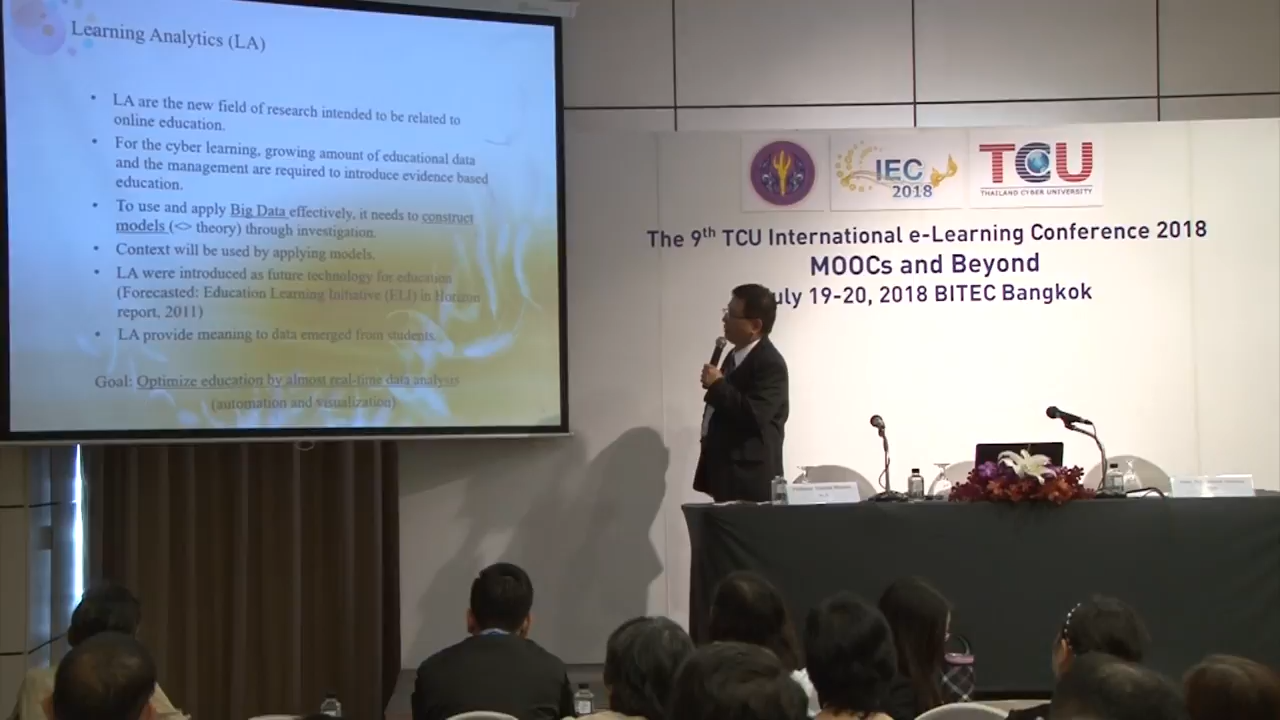 Learning Analytics (LA)
• LA are the new field of research intended to be related to
online education.
• For the cyber learning, growing amount of educational data
and the management are required to introduce evidence based
education.
• To use and apply Big Data effectively, it needs to construct
models (<> theory) through investigation.
• Context will be used by applying models.
• LA were introduced as future technology for education
(Forecasted: Education Learning Initiative (ELI) in Horizon
report, 2011)
• LA provide meaning to data emerged from students.
Goal: Optimize education by almost real-time data analysis
(automation and visualization)
IEC
2018
TCU
THAILAND CYBER UNIVERSITY
The 9th TCU International e-Learning Conference 2018
MOOCs and Beyond
uly 19-20, 2018 BITEC Bangkok